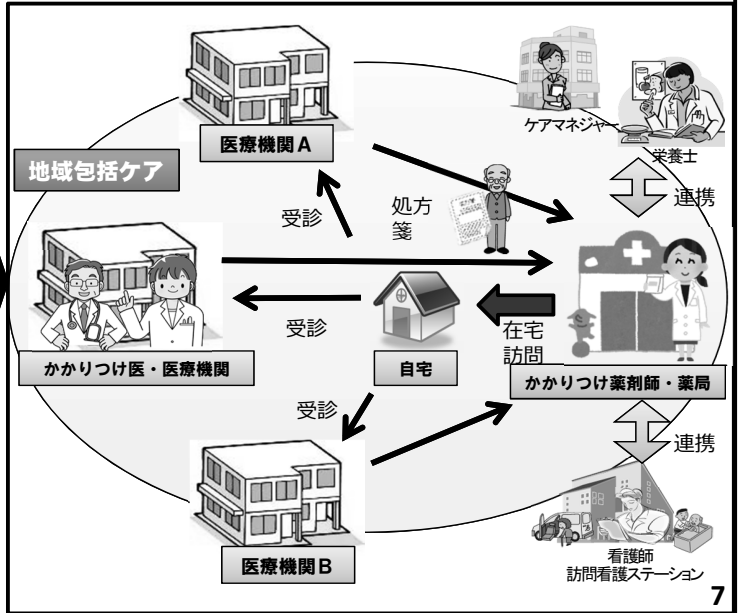 医療機関A
地域包括ケア
ケアマネジャー
栄養士
連携
受診
処方
箋
受診
在宅
訪問
かかりつけ医・医療機関
自宅
かかりつけ薬剤師・薬局
受診
連携
医療機関B
看護師
訪問看護ステーション
7